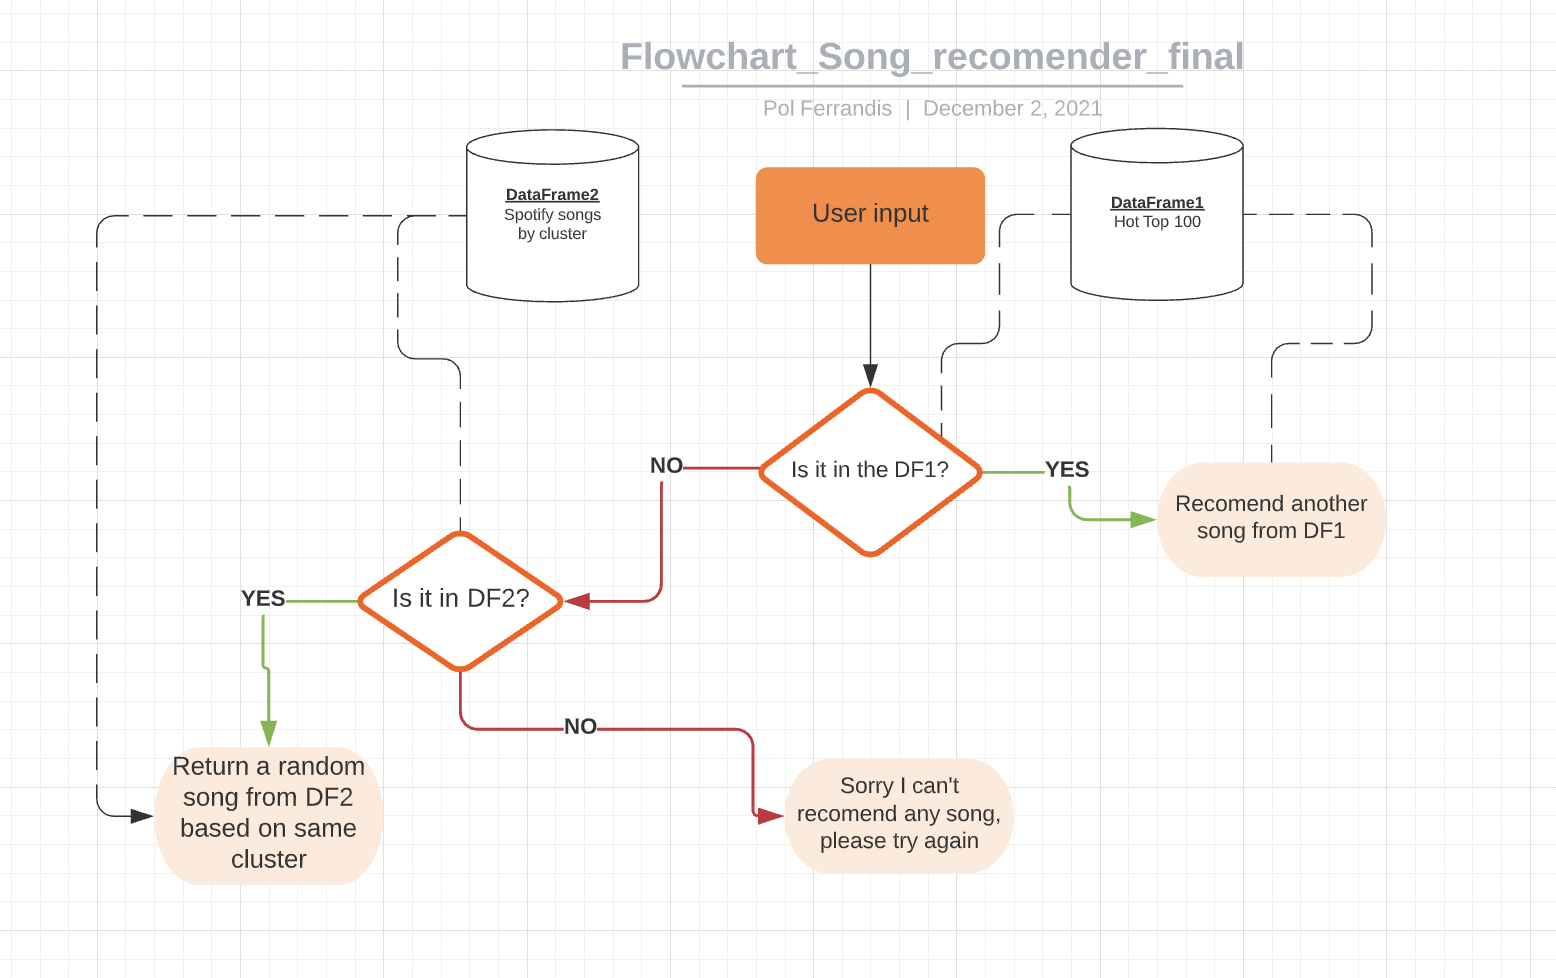 Flowchart_Song_recomender_final
Pol Ferrandis | December 2, 2021
DataFrame2
Spotify songs
by cluster
User input
DataFrame1
Hot Top 100
Is it in the DF1?
NO
YES
Recomend another
song from DF1
Is it in DF2?
YES
NO
Return a random
song from DF2
based on same
cluster
Sorry I can't
recomend any song,
please try again